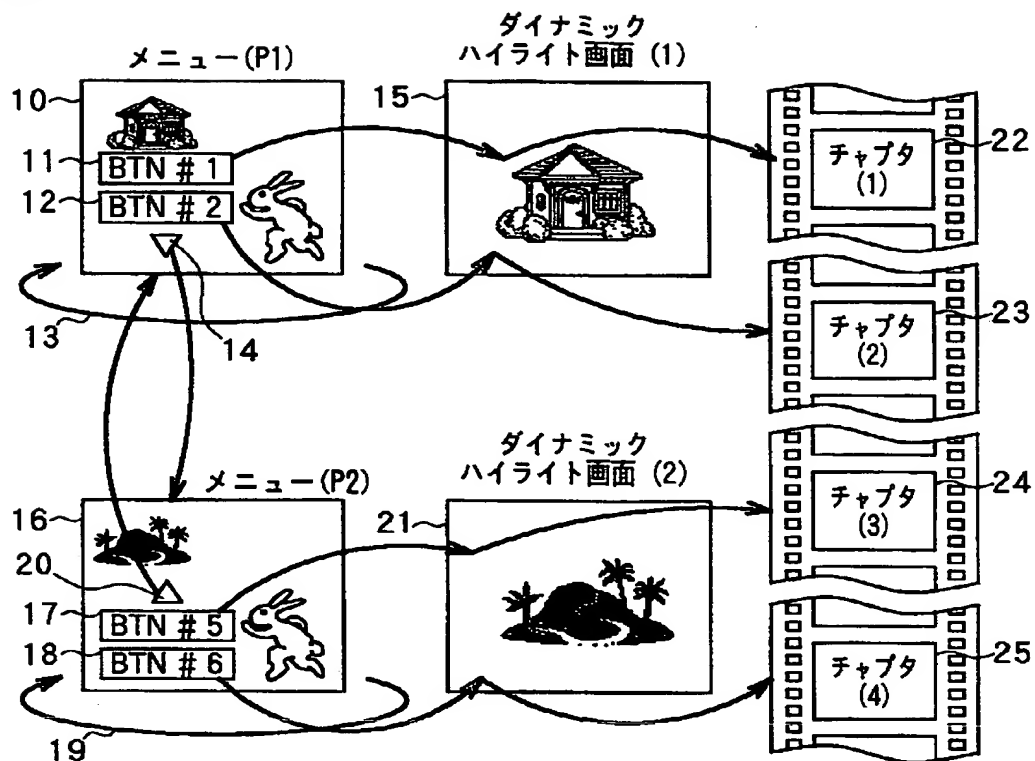 メニュー(P1)
ダイナミック
ハイライト画面 (1)
10
15
11
BTN # 1
12
BTN # 2
13
14
チャプタ
(1)
22
チャプタ
(2)
23
メニュー(P2)
ダイナミック
ハイライト画面 (2)
16
21
20
17
BTN # 5
18
BTN # 6
19
チャプタ
(3)
24
チャプタ
(4)
25